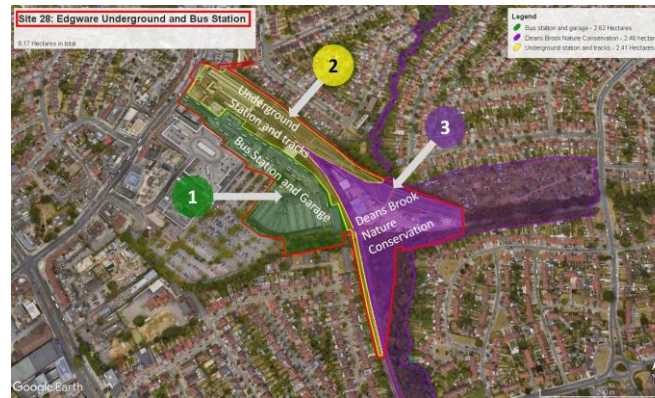 Site 28: Edgware Underground and Bus Station
8.17 Hectares in total
Legend
Bus station and garage - 2.62 Hectares
Deans Brook Nature Conservation - 2.48 hectar
Underground station and tracks - 2.41 Hectares
2
Underground
Station and tracks
3
Bus Station and Garage
1
Deans Brook
Nature
Conservation
Google Earth